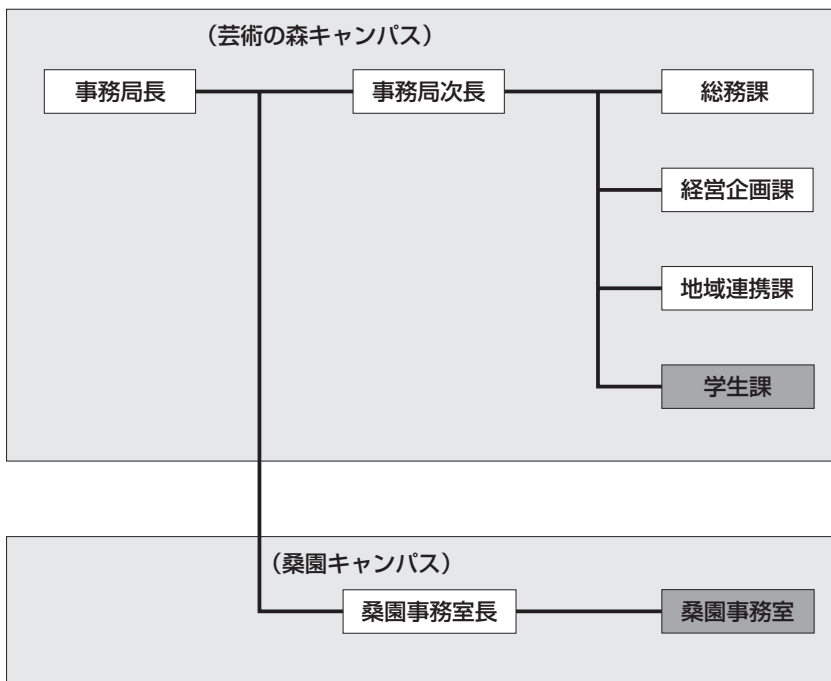 (芸術の森キャンパス)
事務局長
事務局次長
総務課
経営企画課
地域連携課
学生課
(桑園キャンパス)
桑園事務室長
桑園事務室